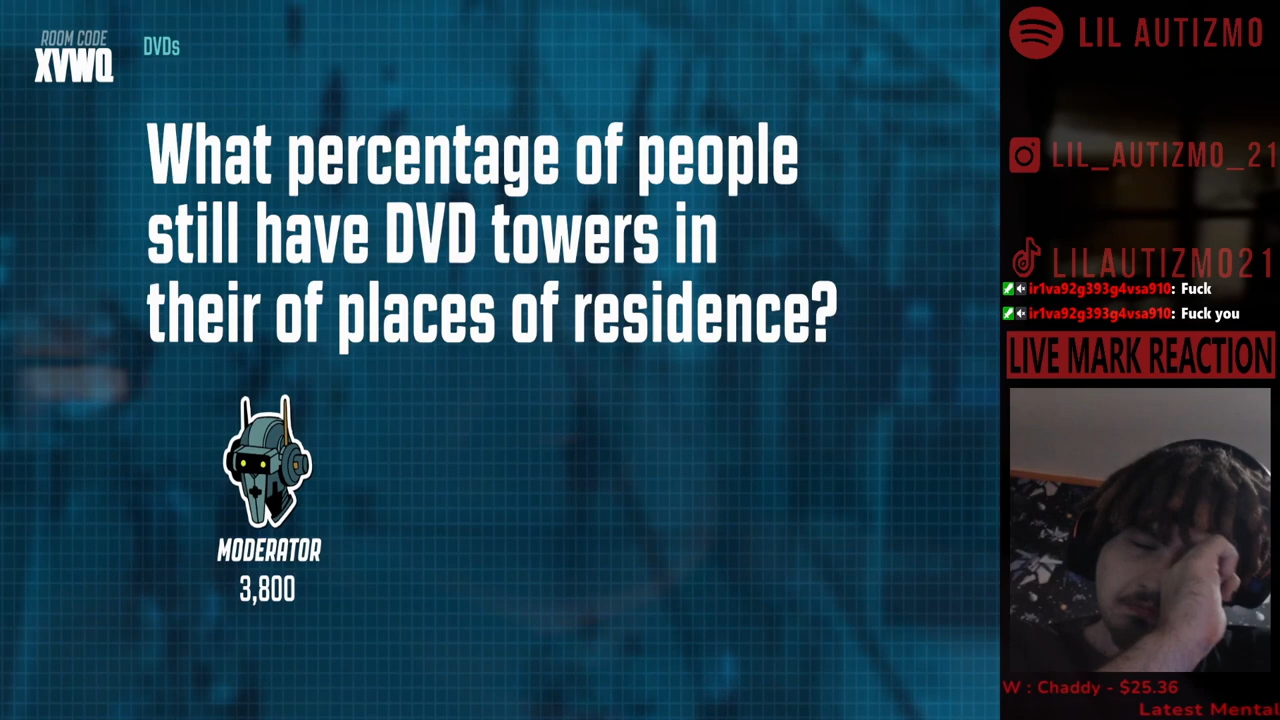 ROOM CODE
XVWQ
DVDs
What percentage of people
still have DVD towers in
their of places of residence?
MODERATOR
3,800
LIL AUTIZMO
LIL_AUTIZMO_21
LILAUTIZMO21
ir1va92g393g4vsa910: Fuck
ir1va92g393g4vsa910: Fuck you
LIVE MARK REACTION
W : Chaddy - $25.36
Latest Mental